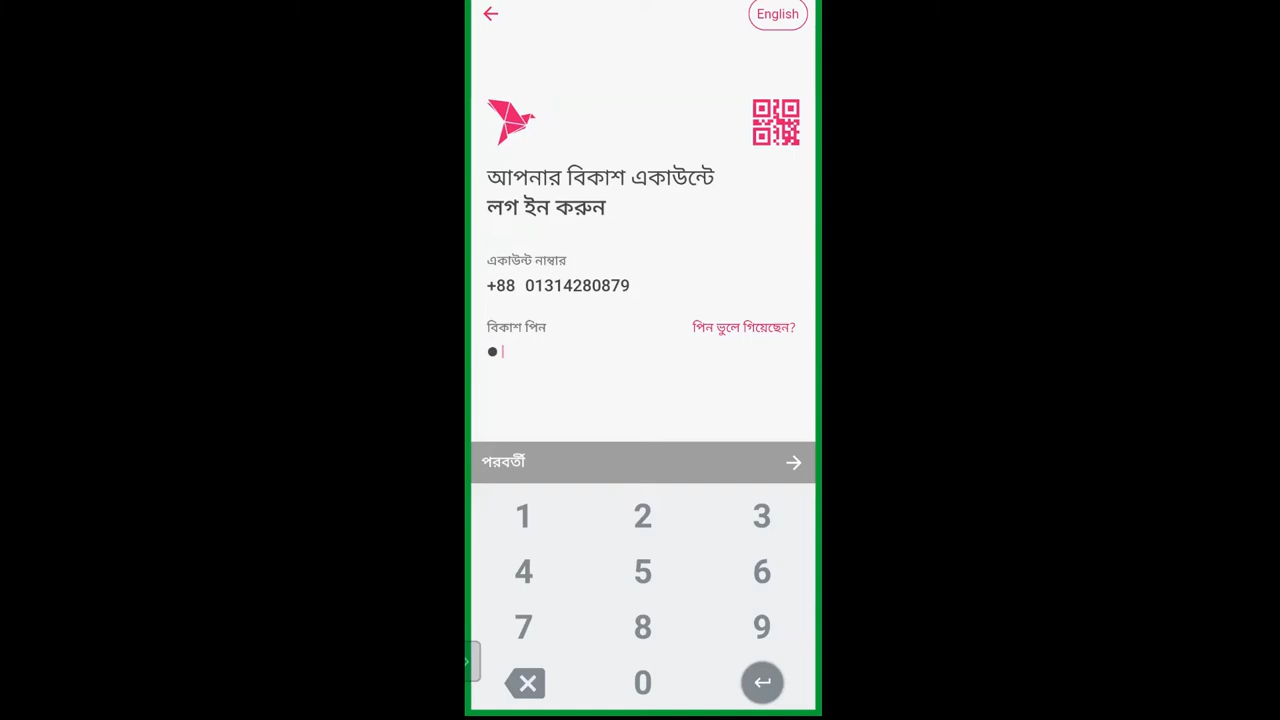 English
আপনার বিকাশ একাউন্টে
লগ ইন করুন
একাউন্ট নাম্বার
+88 01314280879
বিকাশ পিন পিন ভুলে গিয়েছেন?
পরবর্তী
1 2 3
4 5 6
7 8 9
0